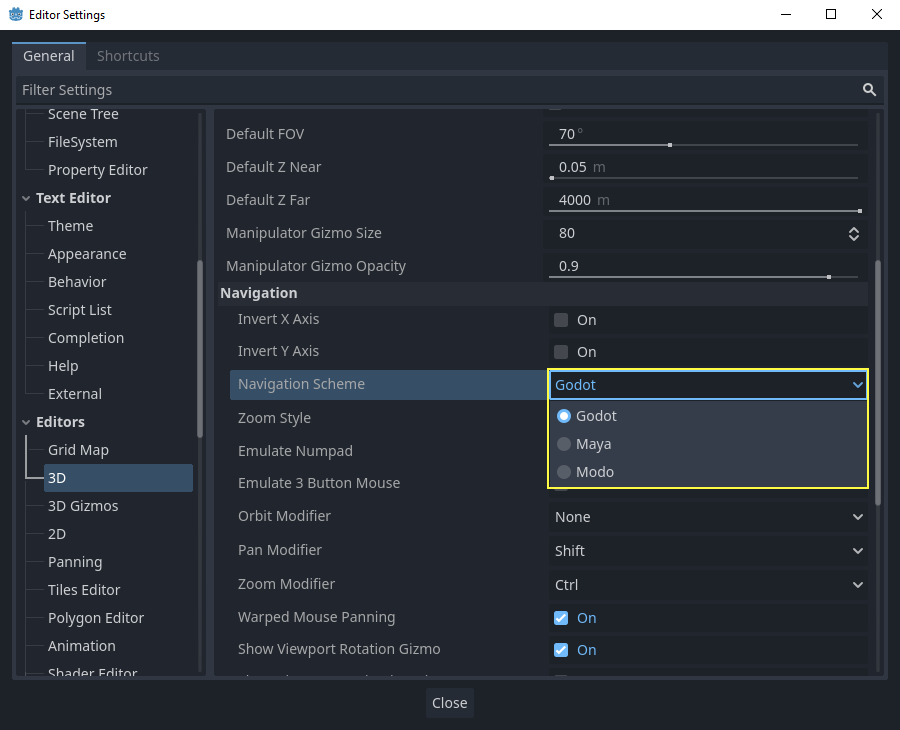 Editor Settings
General Shortcuts
Filter Settings
Scene Tree
FileSystem
Property Editor
Text Editor
Theme
Appearance
Behavior
Script List
Completion
Help
External
Editors
Grid Map
3D
3D Gizmos
2D
Panning
Tiles Editor
Polygon Editor
Animation
Shader Editor
Default FOV 70 °
Default Z Near 0.05 m
Default Z Far 4000 m
Manipulator Gizmo Size 80
Manipulator Gizmo Opacity 0.9
Navigation
Invert X Axis On
Invert Y Axis On
Navigation Scheme Godot
Godot
Maya
Modo
Zoom Style
Emulate Numpad
Emulate 3 Button Mouse
Orbit Modifier None
Pan Modifier Shift
Zoom Modifier Ctrl
Warped Mouse Panning On
Show Viewport Rotation Gizmo On
Close